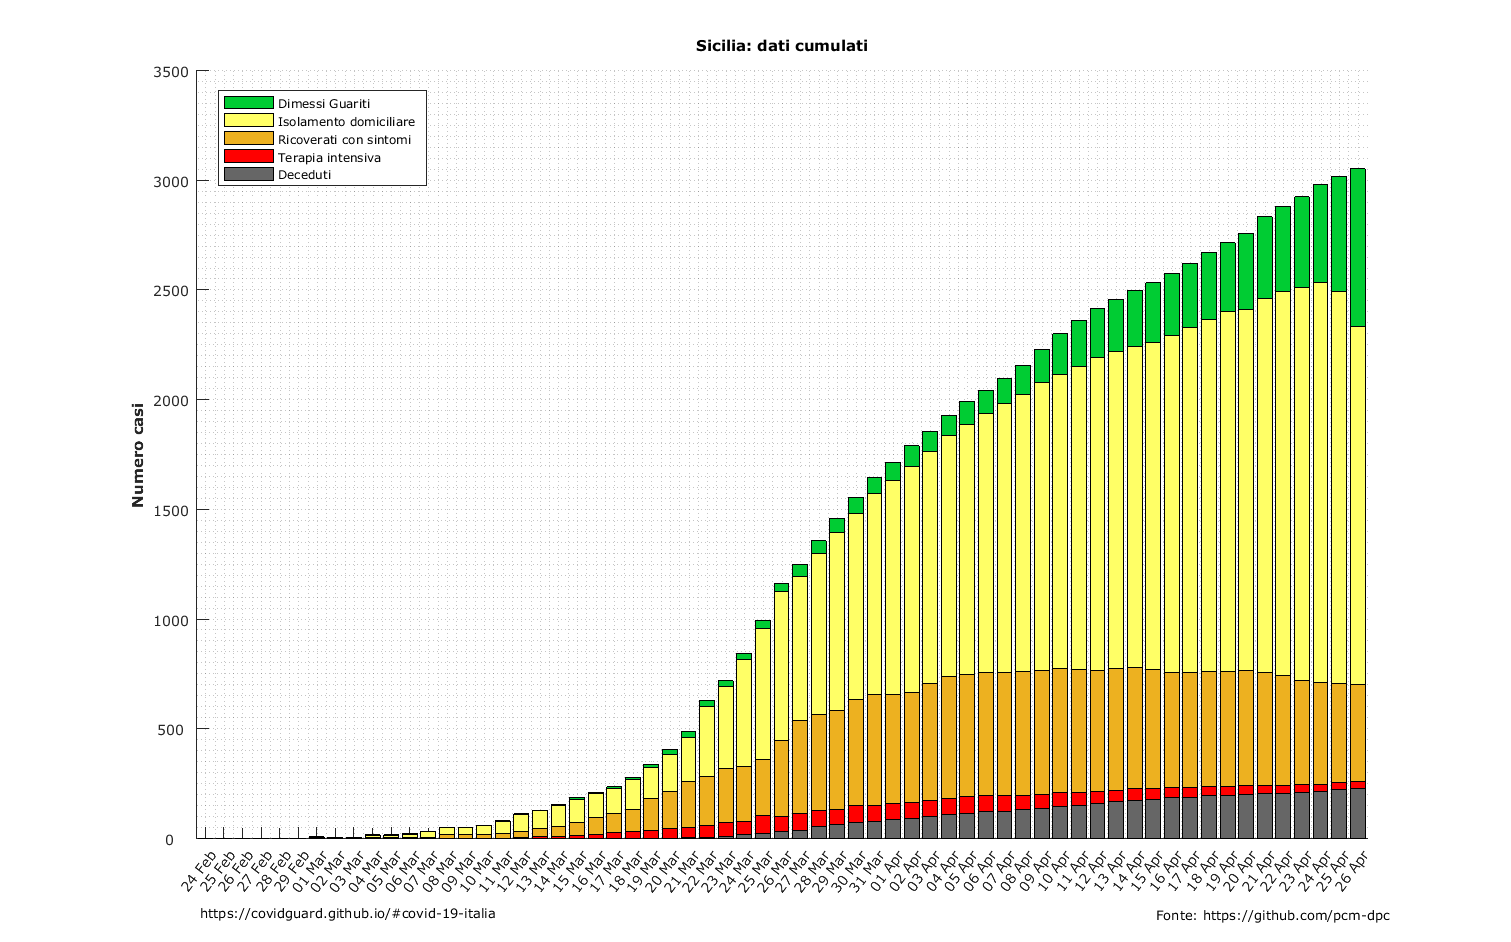 Sicilia: dati cumulati
3500
3000
2500
2000
1500
1000
500
0
Numero casi
Dimessi Guariti
Isolamento domiciliare
Ricoverati con sintomi
Terapia intensiva
Deceduti
24 Feb
25 Feb
26 Feb
27 Feb
28 Feb
29 Feb
01 Mar
02 Mar
03 Mar
04 Mar
05 Mar
06 Mar
07 Mar
08 Mar
09 Mar
10 Mar
11 Mar
12 Mar
13 Mar
14 Mar
15 Mar
16 Mar
17 Mar
18 Mar
19 Mar
20 Mar
21 Mar
22 Mar
23 Mar
24 Mar
25 Mar
26 Mar
27 Mar
28 Mar
29 Mar
30 Mar
31 Mar
01 Apr
02 Apr
03 Apr
04 Apr
05 Apr
06 Apr
07 Apr
08 Apr
09 Apr
10 Apr
11 Apr
12 Apr
13 Apr
14 Apr
15 Apr
16 Apr
17 Apr
18 Apr
19 Apr
20 Apr
21 Apr
22 Apr
23 Apr
24 Apr
25 Apr
26 Apr
https://covidguard.github.io/#covid-19-italia
Fonte: https://github.com/pcm-dpc